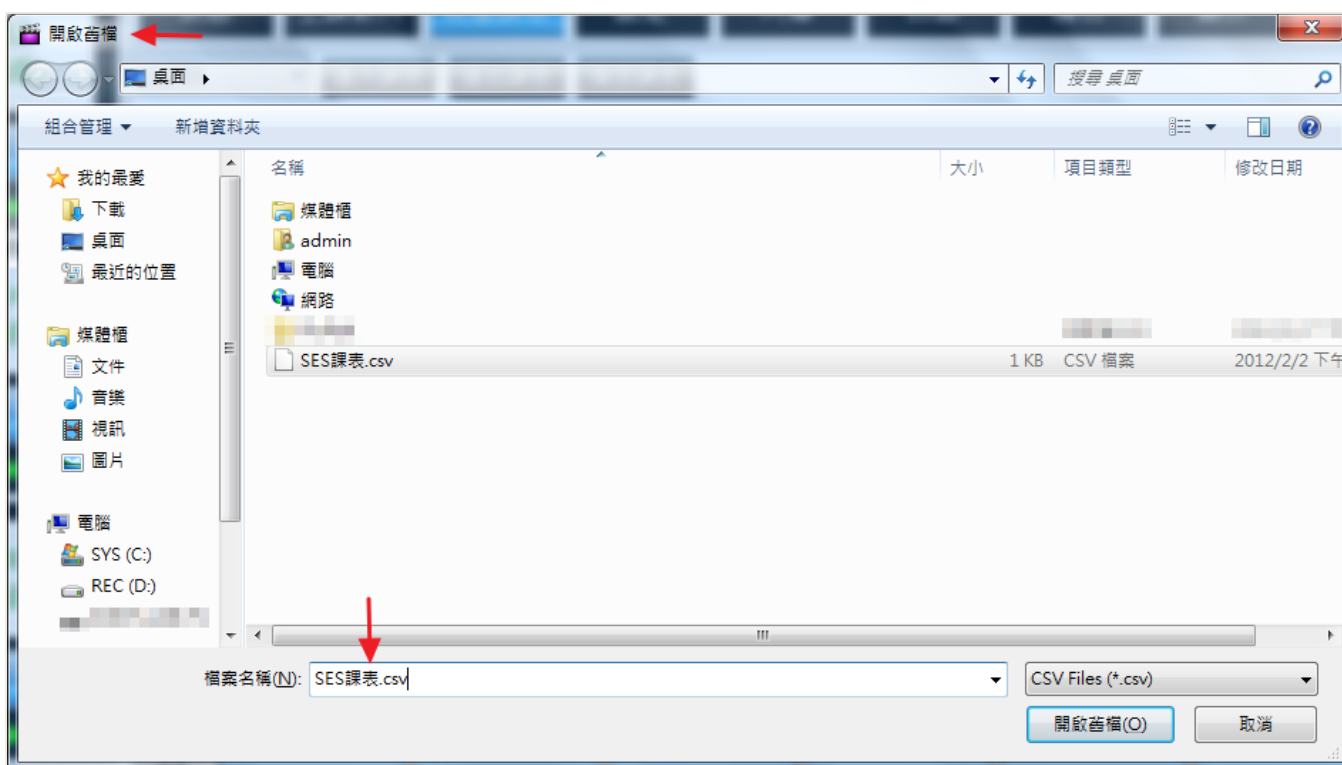 開啟舊檔
桌面
搜尋 桌面
組合管理 新增資料夾
名稱 大小 項目類型 修改日期
我的最愛
下載
桌面
最近的位置
媒體櫃
文件
音樂
視訊
圖片
電腦
SYS (C:)
REC (D:)
媒體櫃
admin
電腦
網路
SES課表.csv 1 KB CSV 檔案 2012/2/2 下午
檔案名稱(N): SES課表.csv CSV Files (*.csv)
開啟舊檔(O) 取消